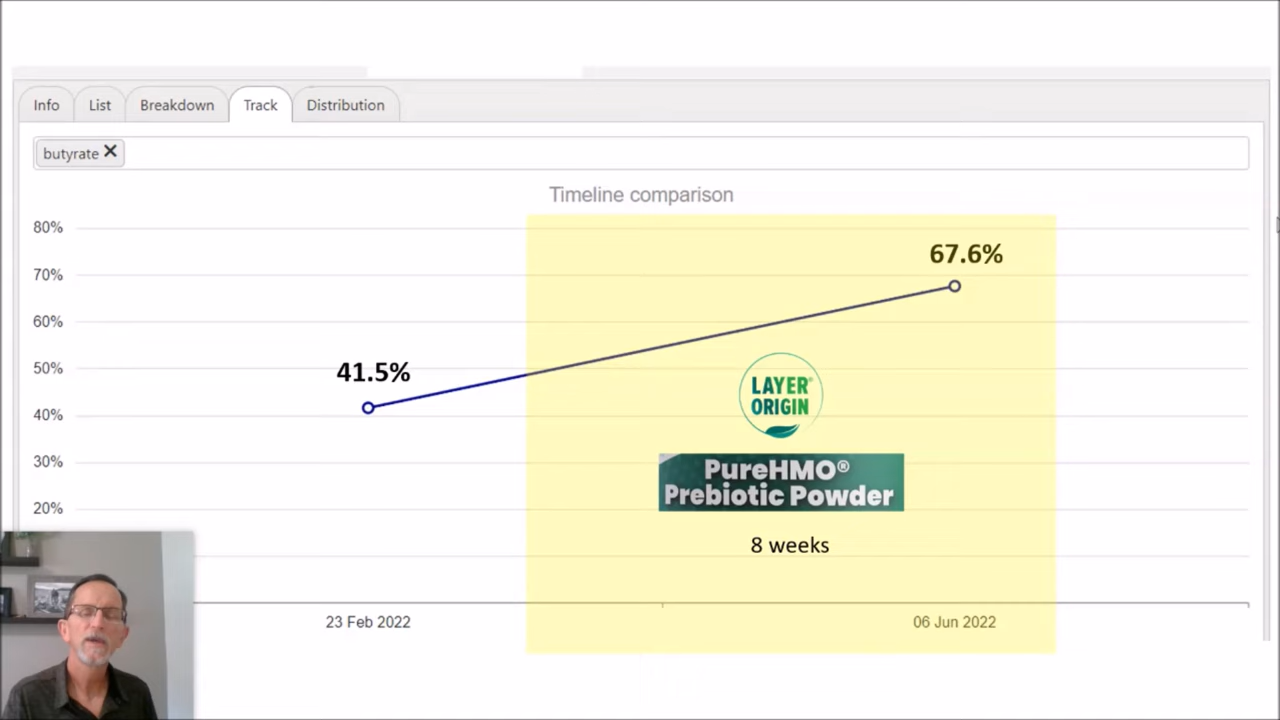 Info List Breakdown Track Distribution
butyrate ✕
Timeline comparison
80%
70%
60%
50%
40%
30%
20%
67.6%
41.5%
LAYER®
ORIGIN
PureHMO®
Prebiotic Powder
8 weeks
23 Feb 2022 06 Jun 2022